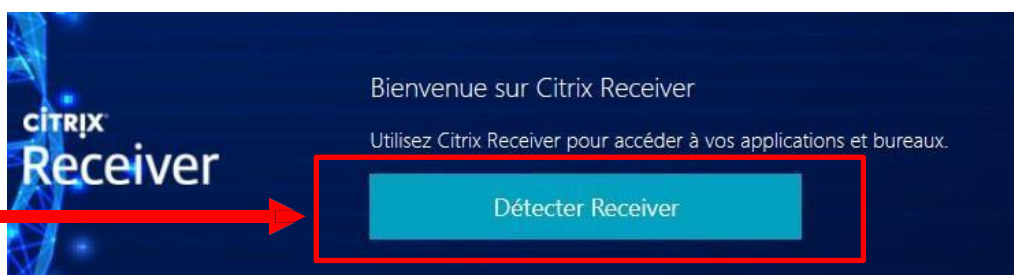 Bienvenue sur Citrix Receiver
CITRIX
Receiver
Utilisez Citrix Receiver pour accéder à vos applications et bureaux.
Détecter Receiver